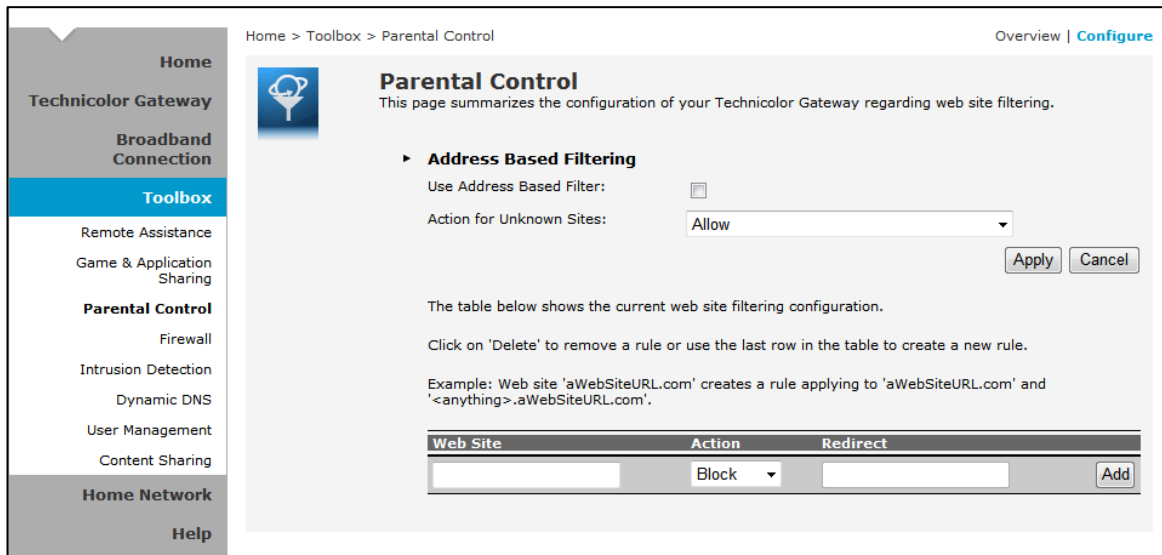 Home > Toolbox > Parental Control
Overview | Configure
Home
Technicolor Gateway
Broadband
Connection
Toolbox
Remote Assistance
Game & Application
Sharing
Parental Control
Firewall
Intrusion Detection
Dynamic DNS
User Management
Content Sharing
Home Network
Help
Parental Control
This page summarizes the configuration of your Technicolor Gateway regarding web site filtering.
Address Based Filtering
Use Address Based Filter:
Action for Unknown Sites:
Allow
Apply
Cancel
The table below shows the current web site filtering configuration.
Click on 'Delete' to remove a rule or use the last row in the table to create a new rule.
Example: Web site 'aWebSiteURL.com' creates a rule applying to 'aWebSiteURL.com' and
'<anything>.aWebSiteURL.com'.
Web Site Action Redirect
Block
Add